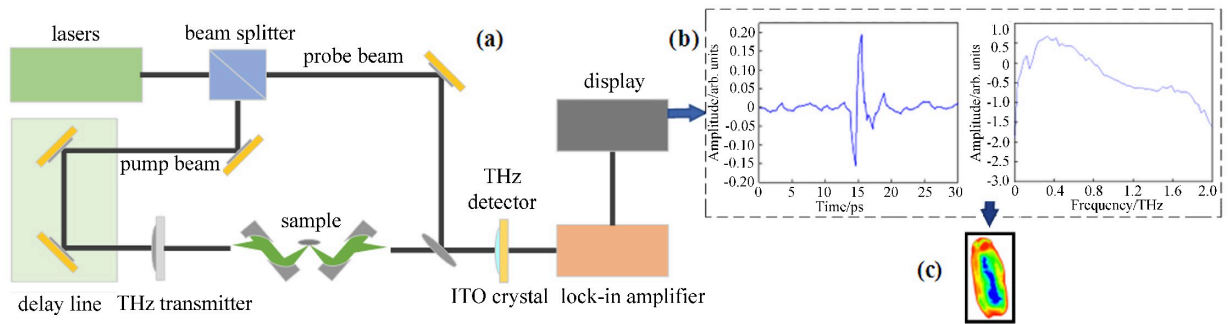 lasers
beam splitter
(a)
probe beam
pump beam
display
THz
detector
sample
delay line
THz transmitter
ITO crystal
lock-in amplifier
(b)
Amplitude/arb. units
0.20
0.15
0.10
0.05
0
-0.05
-0.10
-0.15
-0.20
0 5 10 15 20 25 30
Time/ps
Amplitude/arb. units
1.0
0.5
0
-0.5
-1.0
-1.5
-2.0
-2.5
-3.0
0 0.4 0.8 1.2 1.6 2.0
Frequency/THz
(c)